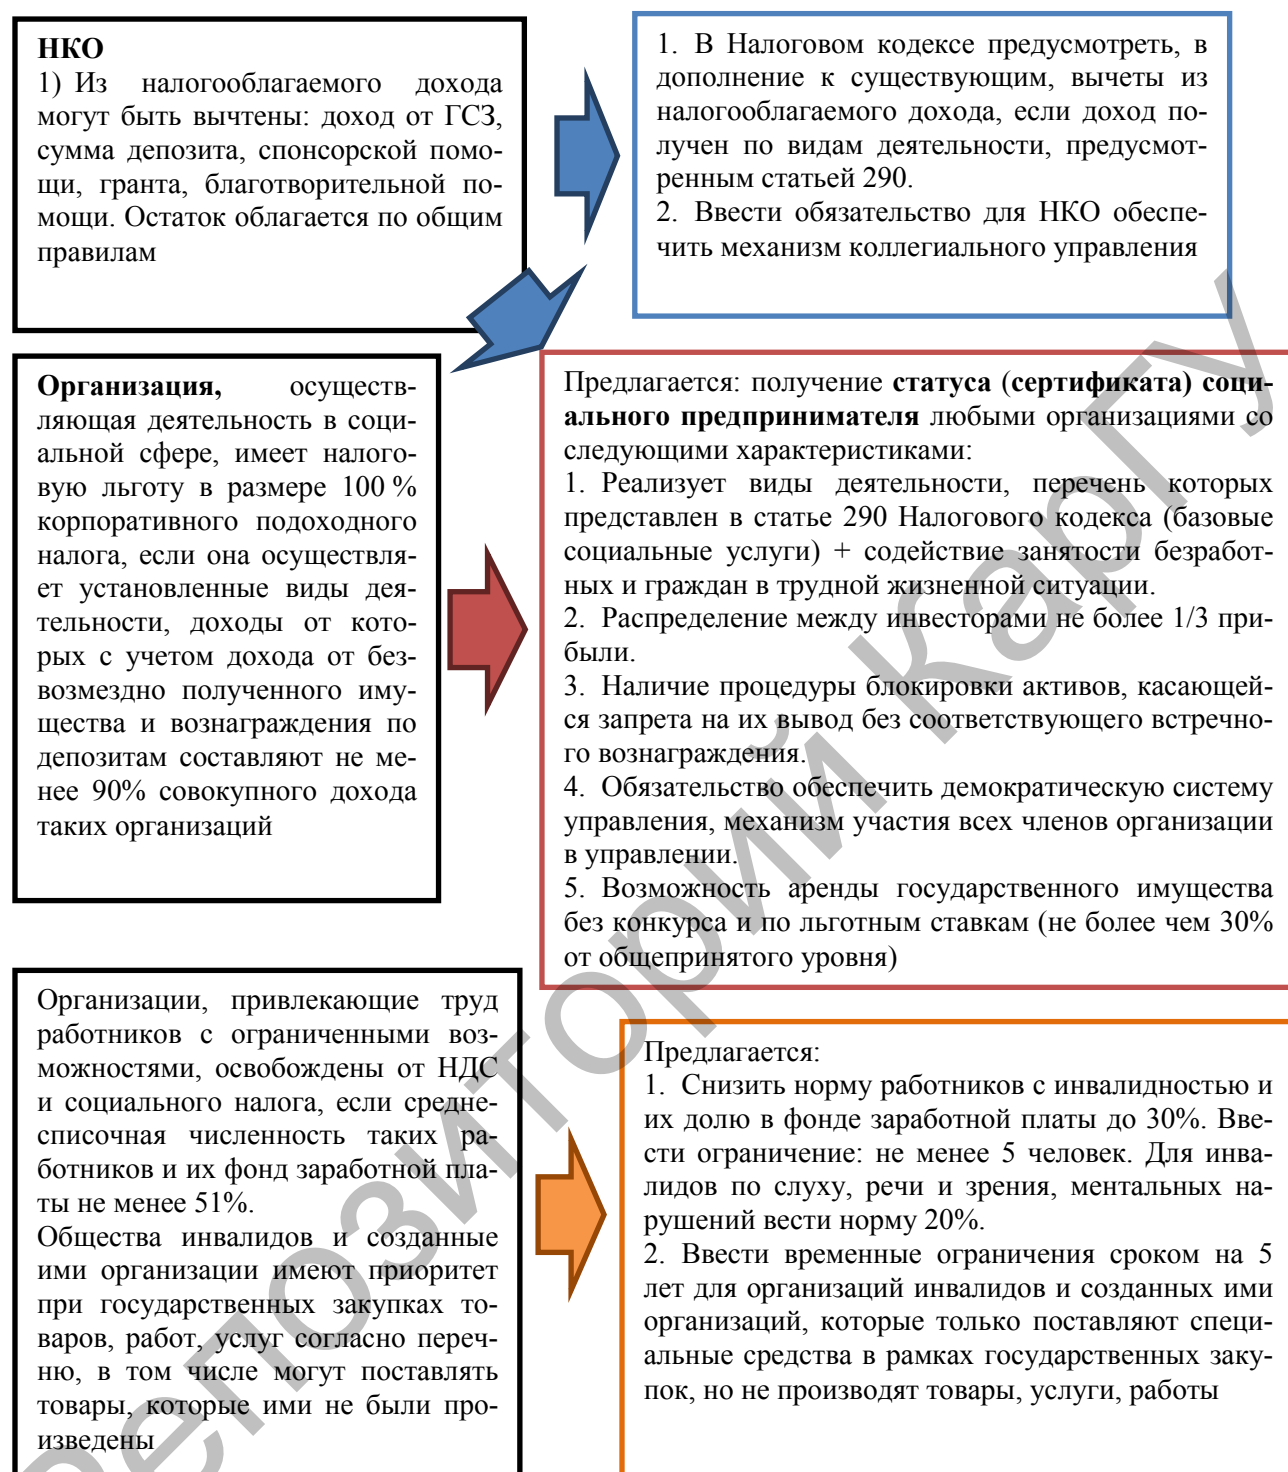 НКО
1) Из налогооблагаемого дохода
могут быть вычтены: доход от ГСЗ,
сумма депозита, спонсорской помо-
щи, гранта, благотворительной по-
мощи. Остаток облагается по общим
правилам
1. В Налоговом кодексе предусмотреть, в
дополнение к существующим, вычеты из
налогооблагаемого дохода, если доход по-
лучен по видам деятельности, предусмот-
ренным статьей 290.
2. Ввести обязательство для НКО обеспе-
чить механизм коллегиального управления
Организация, осуществ-
ляющая деятельность в соци-
альной сфере, имеет налого-
вую льготу в размере 100 %
корпоративного подоходного
налога, если она осуществля-
ет установленные виды дея-
тельности, доходы от кото-
рых с учетом дохода от без-
возмездно полученного иму-
щества и вознаграждения по
депозитам составляют не ме-
нее 90% совокупного дохода
таких организаций
Предлагается: получение статуса (сертификата) соци-
ального предпринимателя любыми организациями со
следующими характеристиками:
1. Реализует виды деятельности, перечень которых
представлен в статье 290 Налогового кодекса (базовые
социальные услуги) + содействие занятости безработ-
ных и граждан в трудной жизненной ситуации.
2. Распределение между инвесторами не более 1/3 при-
были.
3. Наличие процедуры блокировки активов, касающей-
ся запрета на их вывод без соответствующего встречно-
го вознаграждения.
4. Обязательство обеспечить демократическую систему
управления, механизм участия всех членов организации
в управлении.
5. Возможность аренды государственного имущества
без конкурса и по льготным ставкам (не более чем 30%
от общепринятого уровня)
Организации, привлекающие труд
работников с ограниченными воз-
можностями, освобождены от НДС
и социального налога, если средне-
списочная численность таких ра-
ботников и их фонд заработной пла-
ты не менее 51%.
Общества инвалидов и созданные
ими организации имеют приоритет
при государственных закупках то-
варов, работ, услуг согласно переч-
ню, в том числе могут поставлять
товары, которые ими не были про-
изведены
Предлагается:
1. Снизить норму работников с инвалидностью и
их долю в фонде заработной платы до 30%. Вве-
сти ограничение: не менее 5 человек. Для инва-
лидов по слуху, речи и зрения, ментальных на-
рушений вести норму 20%.
2. Ввести временные ограничения сроком на 5
лет для организаций инвалидов и созданных ими
организаций, которые только поставляют специ-
альные средства в рамках государственных заку-
пок, но не производят товары, услуги, работы
Репозиторий КарГУ